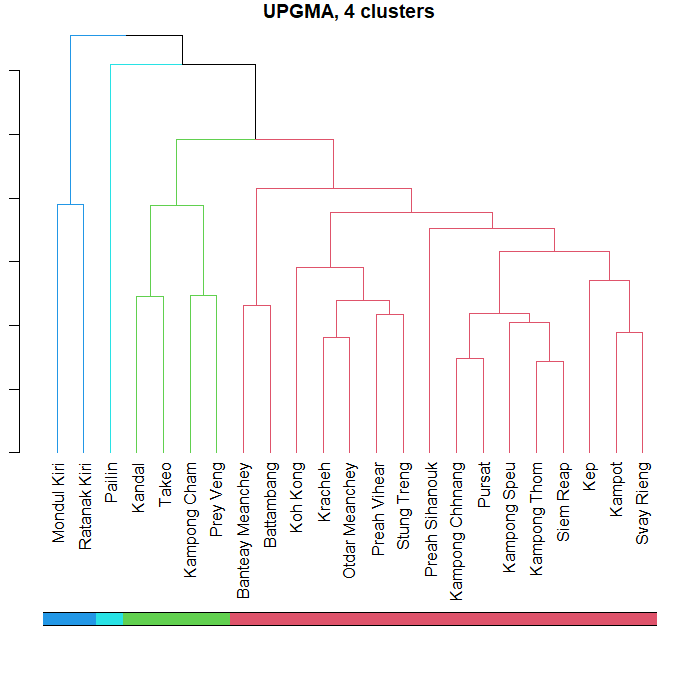 UPGMA, 4 clusters
Mondul Kiri
Ratanak Kiri
Pailin
Kandal
Takeo
Kampong Cham
Prey Veng
Banteay Meanchey
Battambang
Koh Kong
Kracheh
Otdar Meanchey
Preah Vihear
Stung Treng
Preah Sihanouk
Kampong Chhnang
Pursat
Kampong Speu
Kampong Thom
Siem Reap
Kep
Kampot
Svay Rieng